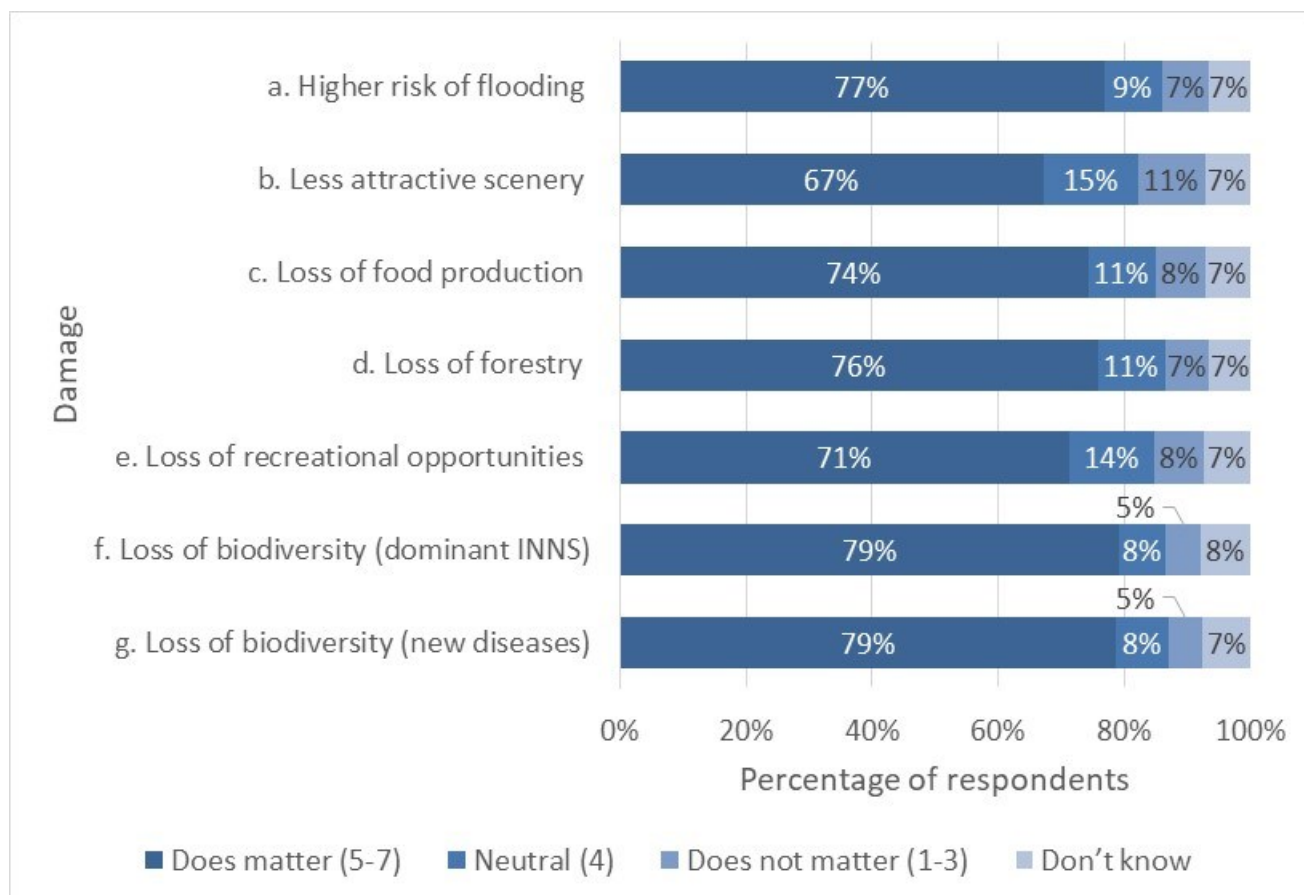 a. Higher risk of flooding 77% 9% 7% 7%
b. Less attractive scenery 67% 15% 11% 7%
c. Loss of food production 74% 11% 8% 7%
d. Loss of forestry 76% 11% 7% 7%
e. Loss of recreational opportunities 71% 14% 8% 7%
5%
f. Loss of biodiversity (dominant INNS) 79% 8% 8%
5%
g. Loss of biodiversity (new diseases) 79% 8% 7%
Damage
0% 20% 40% 60% 80% 100%
Percentage of respondents
Does matter (5-7) Neutral (4) Does not matter (1-3) Don’t know